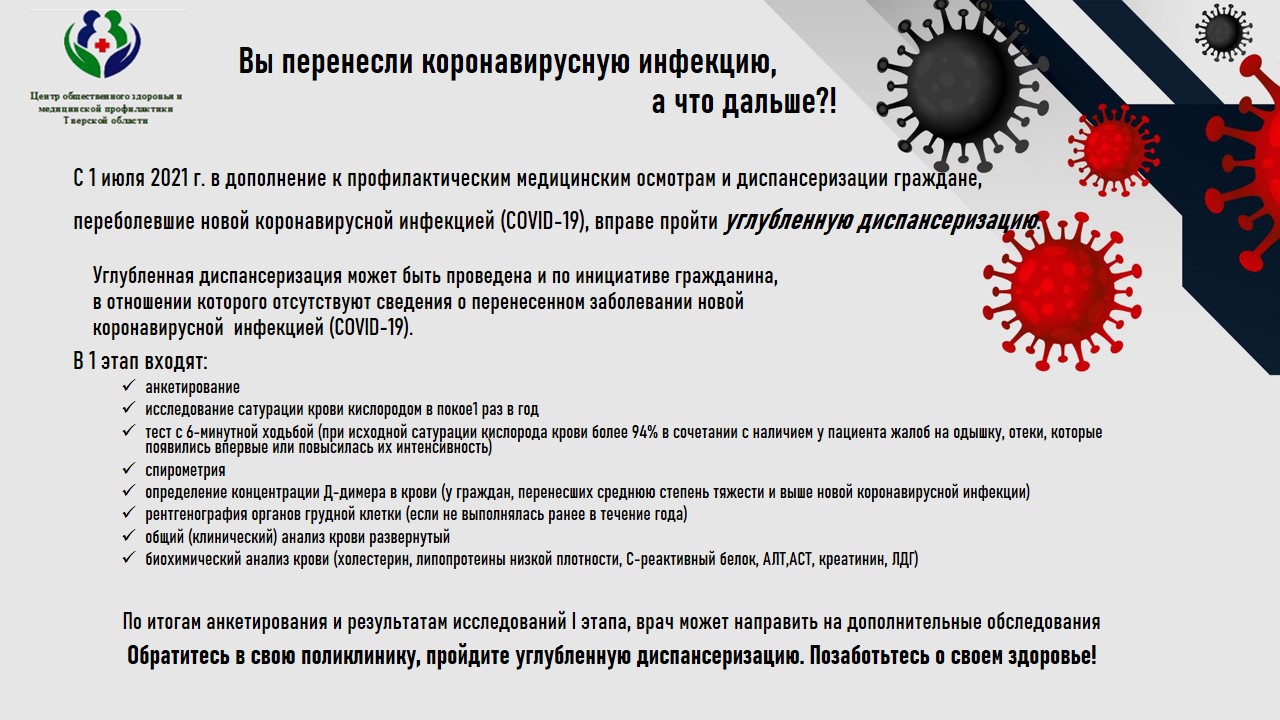 Центр общественного здоровья и
медицинской профилактики
Тверской области
Вы перенесли коронавирусную инфекцию,
а что дальше?!
С 1 июля 2021 г. в дополнение к профилактическим медицинским осмотрам и диспансеризации граждане,
переболевшие новой коронавирусной инфекцией (COVID-19), вправе пройти углубленную диспансеризацию.
Углубленная диспансеризация может быть проведена и по инициативе гражданина,
в отношении которого отсутствуют сведения о перенесенном заболевании новой
коронавирусной инфекцией (COVID-19).
В 1 этап входят:
✓ анкетирование
✓ исследование сатурации крови кислородом в покое1 раз в год
✓ тест с 6-минутной ходьбой (при исходной сатурации кислорода крови более 94% в сочетании с наличием у пациента жалоб на одышку, отеки, которые
появились впервые или повысилась их интенсивность)
✓ спирометрия
✓ определение концентрации Д-димера в крови (у граждан, перенесших среднюю степень тяжести и выше новой коронавирусной инфекции)
✓ рентгенография органов грудной клетки (если не выполнялась ранее в течение года)
✓ общий (клинический) анализ крови развернутый
✓ биохимический анализ крови (холестерин, липопротеины низкой плотности, С-реактивный белок, АЛТ,АСТ, креатинин, ЛДГ)
По итогам анкетирования и результатам исследований I этапа, врач может направить на дополнительные обследования
Обратитесь в свою поликлинику, пройдите углубленную диспансеризацию. Позаботьтесь о своем здоровье!